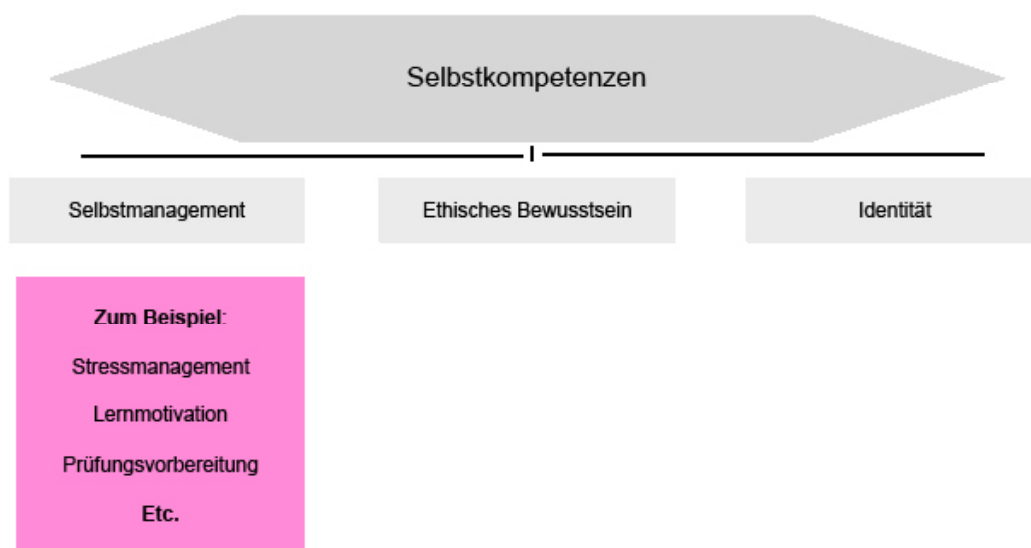 Selbstkompetenzen
Selbstmanagement
Ethisches Bewusstsein
Identität
Zum Beispiel:
Stressmanagement
Lernmotivation
Prüfungsvorbereitung
Etc.